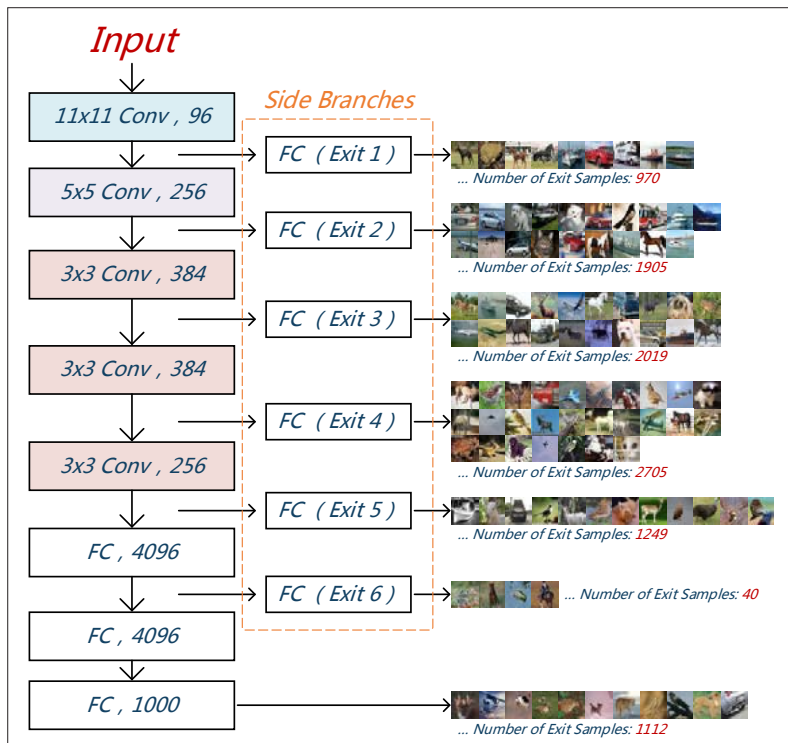 Input
Side Branches
11x11 Conv , 96
FC ( Exit 1 )
... Number of Exit Samples: 970
5x5 Conv , 256
FC ( Exit 2 )
... Number of Exit Samples: 1905
3x3 Conv , 384
FC ( Exit 3 )
... Number of Exit Samples: 2019
3x3 Conv , 384
FC ( Exit 4 )
... Number of Exit Samples: 2705
3x3 Conv , 256
FC ( Exit 5 )
... Number of Exit Samples: 1249
FC , 4096
FC ( Exit 6 )
... Number of Exit Samples: 40
FC , 4096
FC , 1000
... Number of Exit Samples: 1112